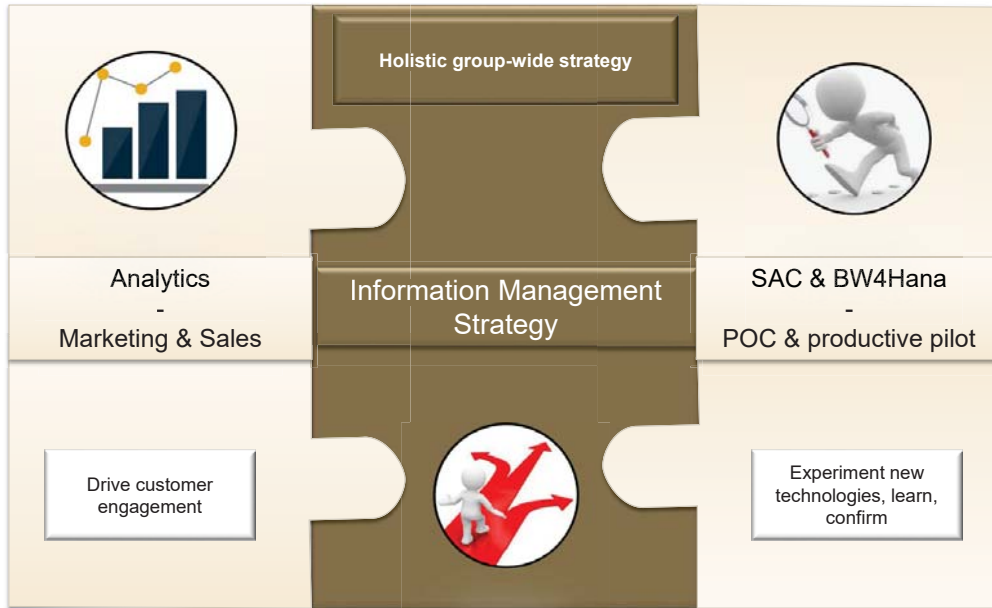 Holistic group-wide strategy
Analytics
-
Marketing & Sales
Information Management
Strategy
SAC & BW4Hana
-
POC & productive pilot
Drive customer
engagement
Experiment new
technologies, learn,
confirm